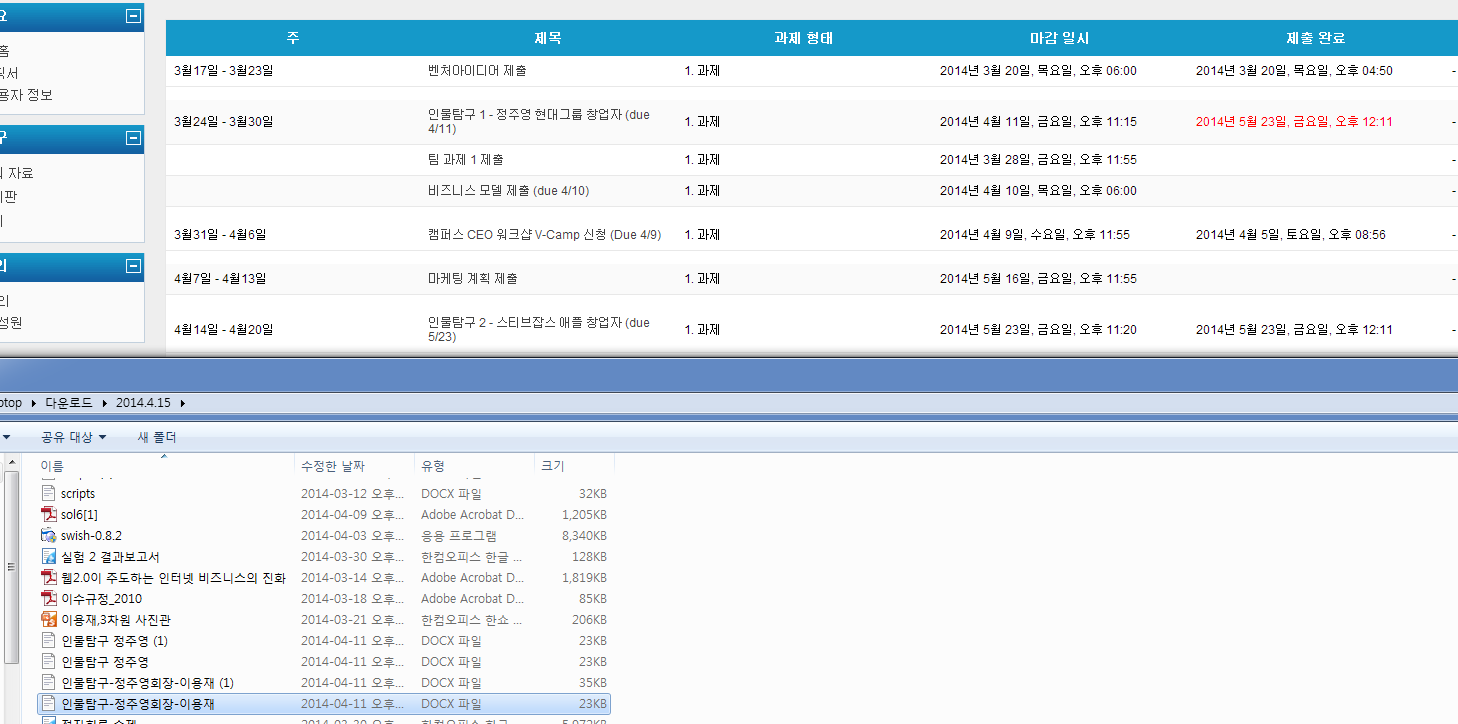 요
홈
획서
용자 정보
구
의 자료
시판
성원
주 제목 과제 형태 마감 일시 제출 완료
3월17일 - 3월23일 벤처아이디어 제출 1. 과제 2014년 3월 20일, 목요일, 오후 06:00 2014년 3월 20일, 목요일, 오후 04:50 -
3월24일 - 3월30일 인물탐구 1 - 정주영 현대그룹 창업자 (due 4/11) 1. 과제 2014년 4월 11일, 금요일, 오후 11:15 2014년 5월 23일, 금요일, 오후 12:11 -
팀 과제 1 제출 1. 과제 2014년 3월 28일, 금요일, 오후 11:55 -
비즈니스 모델 제출 (due 4/10) 1. 과제 2014년 4월 10일, 목요일, 오후 06:00 -
3월31일 - 4월6일 캠퍼스 CEO 워크샵 V-Camp 신청 (Due 4/9) 1. 과제 2014년 4월 9일, 수요일, 오후 11:55 2014년 4월 5일, 토요일, 오후 08:56 -
4월7일 - 4월13일 마케팅 계획 제출 1. 과제 2014년 5월 16일, 금요일, 오후 11:55 -
4월14일 - 4월20일 인물탐구 2 - 스티브잡스 애플 창업자 (due 5/23) 1. 과제 2014년 5월 23일, 금요일, 오후 11:20 2014년 5월 23일, 금요일, 오후 12:11 -
ptop 다운로드 2014.4.15
공유 대상 새 폴더
이름 수정한 날짜 유형 크기
scripts 2014-03-12 오후... DOCX 파일 32KB
sol6[1] 2014-04-09 오후... Adobe Acrobat D... 1,205KB
swish-0.8.2 2014-04-03 오후... 응용 프로그램 8,340KB
실험 2 결과보고서 2014-03-30 오후... 한컴오피스 한글 ... 128KB
웹2.0이 주도하는 인터넷 비즈니스의 진화 2014-03-14 오후... Adobe Acrobat D... 1,819KB
이수규정_2010 2014-03-18 오후... Adobe Acrobat D... 85KB
이용재,3차원 사진관 2014-03-21 오후... 한컴오피스 한쇼 ... 206KB
인물탐구 정주영 (1) 2014-04-11 오후... DOCX 파일 23KB
인물탐구 정주영 2014-04-11 오후... DOCX 파일 23KB
인물탐구-정주영회장-이용재 (1) 2014-04-11 오후... DOCX 파일 35KB
인물탐구-정주영회장-이용재 2014-04-11 오후... DOCX 파일 23KB